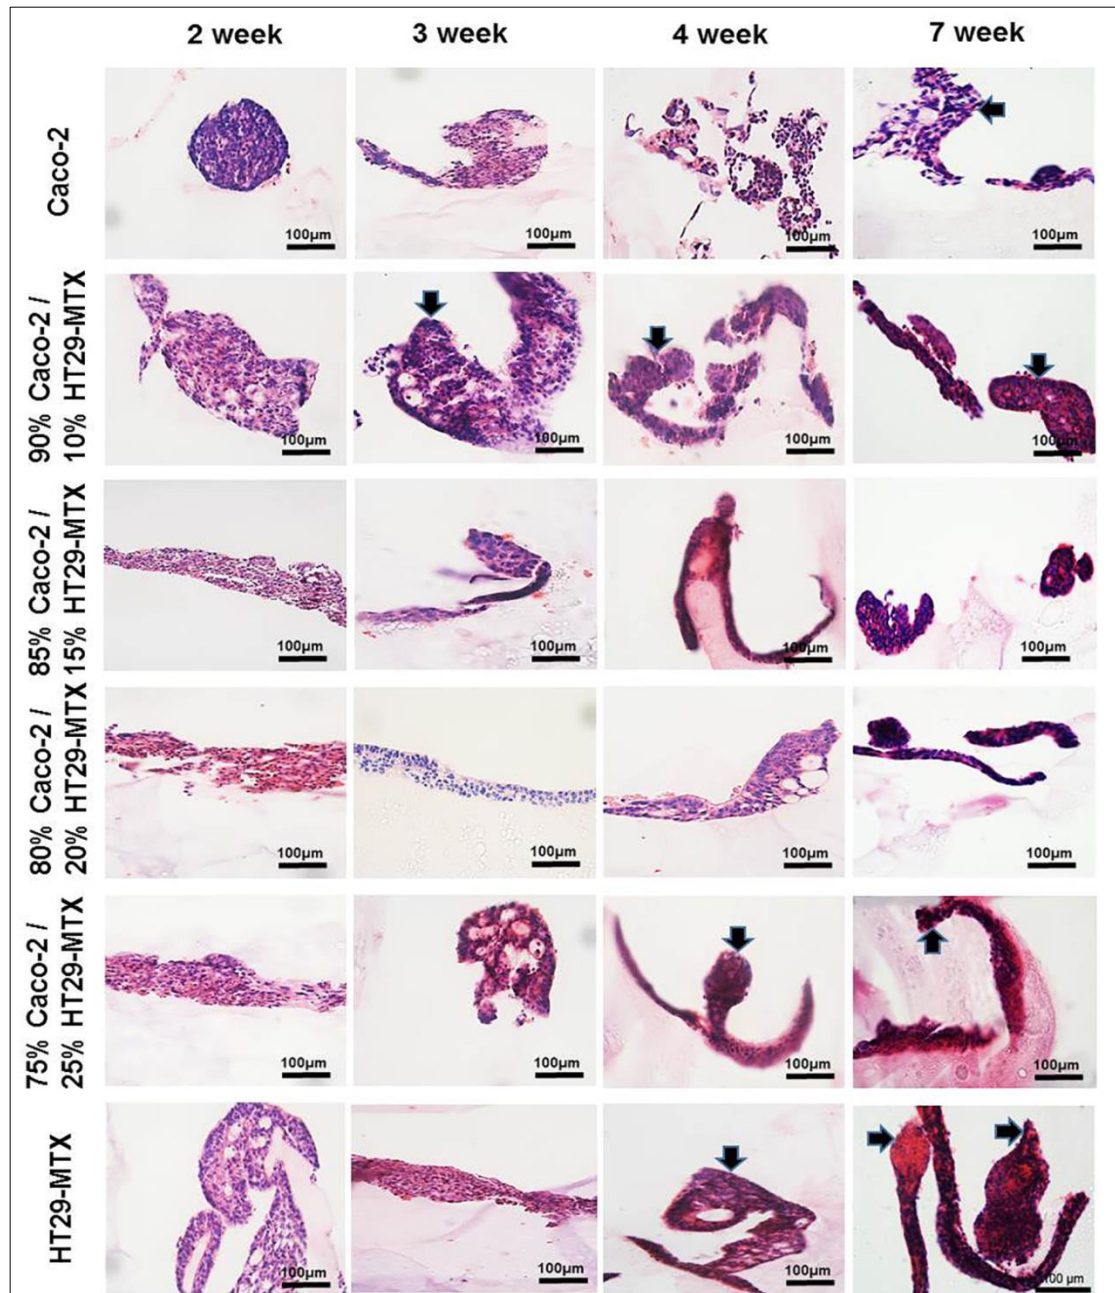 2 week 3 week 4 week 7 week
Caco-2
100µm 100µm 100µm 100µm
90% Caco-2 /
10% HT29-MTX
100µm 100µm 100µm 100µm
85% Caco-2 /
15% HT29-MTX
100µm 100µm 100µm 100µm
80% Caco-2 /
20% HT29-MTX
100µm 100µm 100µm 100µm
75% Caco-2 /
25% HT29-MTX
100µm 100µm 100µm 100µm
HT29-MTX
100µm 100µm 100µm 100 µm